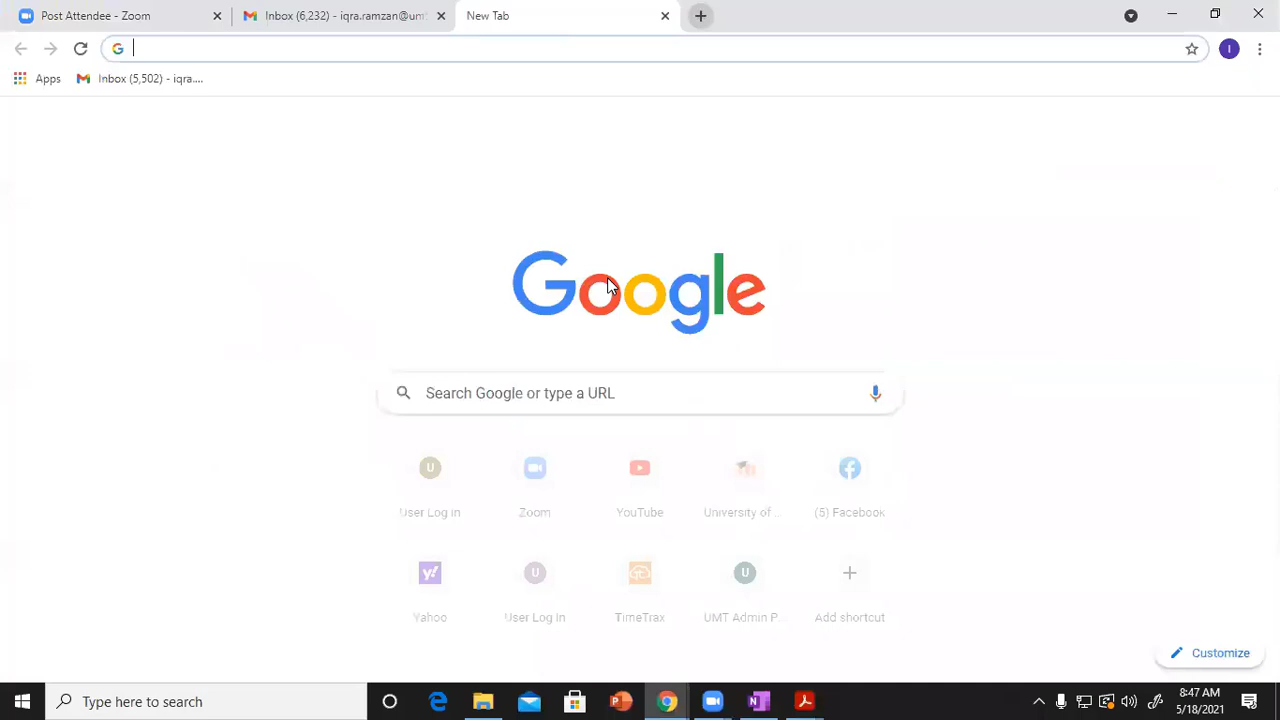 Post Attendee - Zoom
Inbox (6,232) - iqra.ramzan@um
New Tab
I
Apps
Inbox (5,502) - iqra....
Google
Search Google or type a URL
U
User Log in
Zoom
YouTube
University of ...
(5) Facebook
Yahoo
U
User Log In
TimeTrax
U
UMT Admin P...
Add shortcut
Customize
Type here to search
8:47 AM
5/18/2021